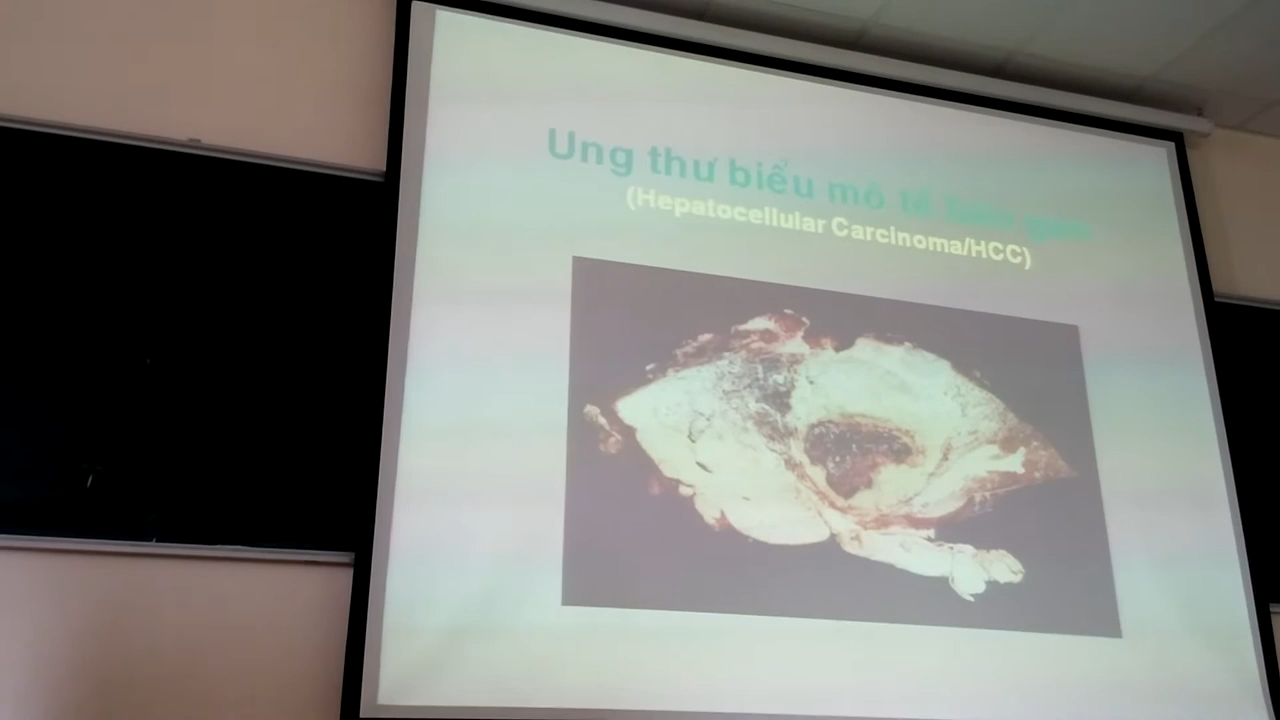 Ung thư biểu mô tế
(Hepatocellular Carcinoma/HCC)